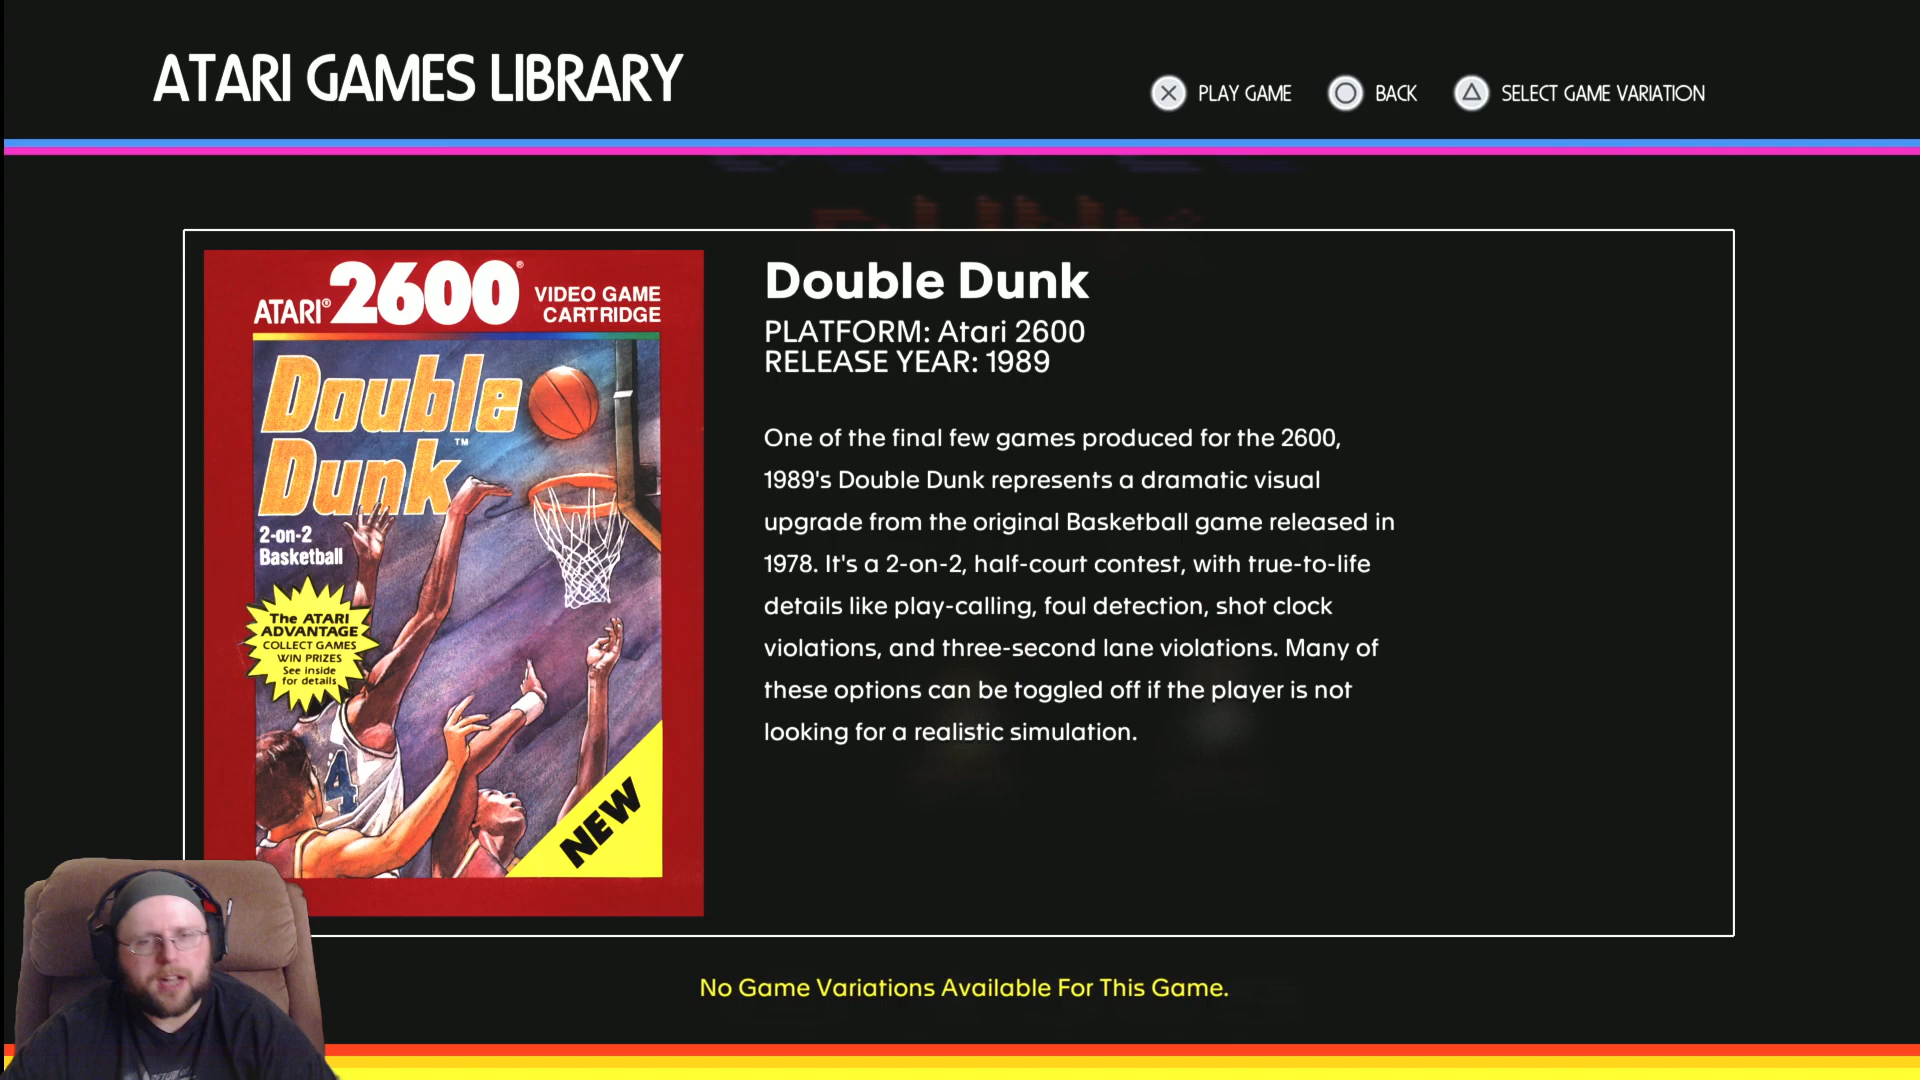 ATARI GAMES LIBRARY
PLAY GAME
BACK
SELECT GAME VARIATION
ATARI® 2600® VIDEO GAME
CARTRIDGE
Double
Dunk™
2-on-2
Basketball
The ATARI
ADVANTAGE
COLLECT GAMES
WIN PRIZES
See inside
for details
4
NEW
Double Dunk
PLATFORM: Atari 2600
RELEASE YEAR: 1989
One of the final few games produced for the 2600,
1989's Double Dunk represents a dramatic visual
upgrade from the original Basketball game released in
1978. It's a 2-on-2, half-court contest, with true-to-life
details like play-calling, foul detection, shot clock
violations, and three-second lane violations. Many of
these options can be toggled off if the player is not
looking for a realistic simulation.
No Game Variations Available For This Game.